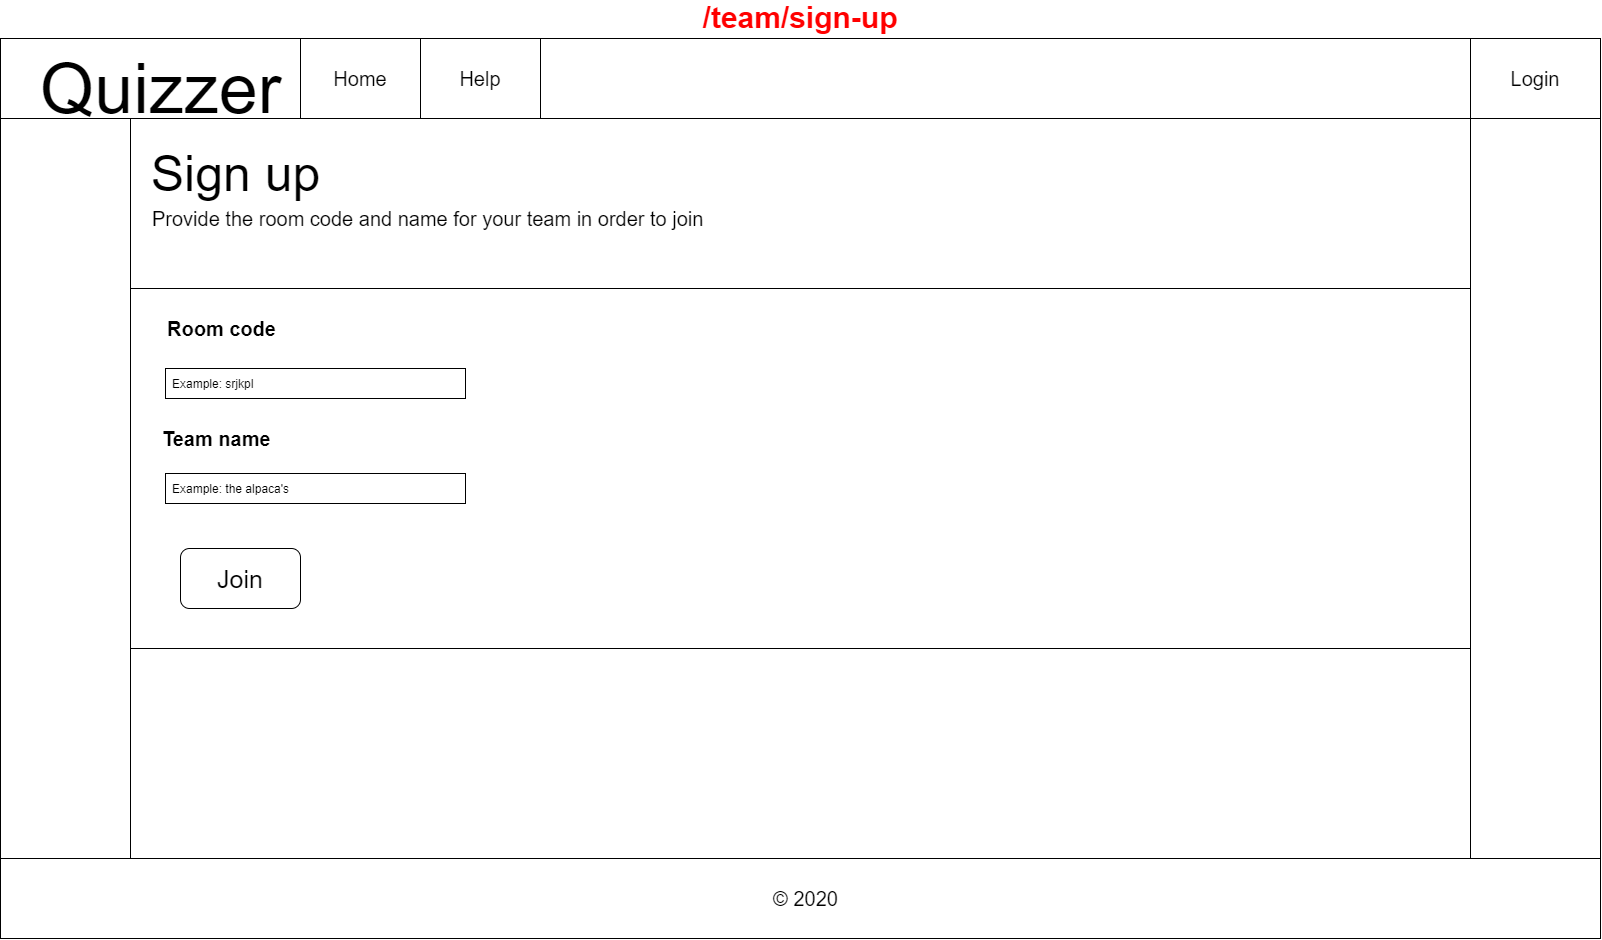 /team/sign-up
Quizzer
Home
Help
Login
Sign up
Provide the room code and name for your team in order to join
Room code
Example: srjkpl
Team name
Example: the alpaca's
Join
© 2020